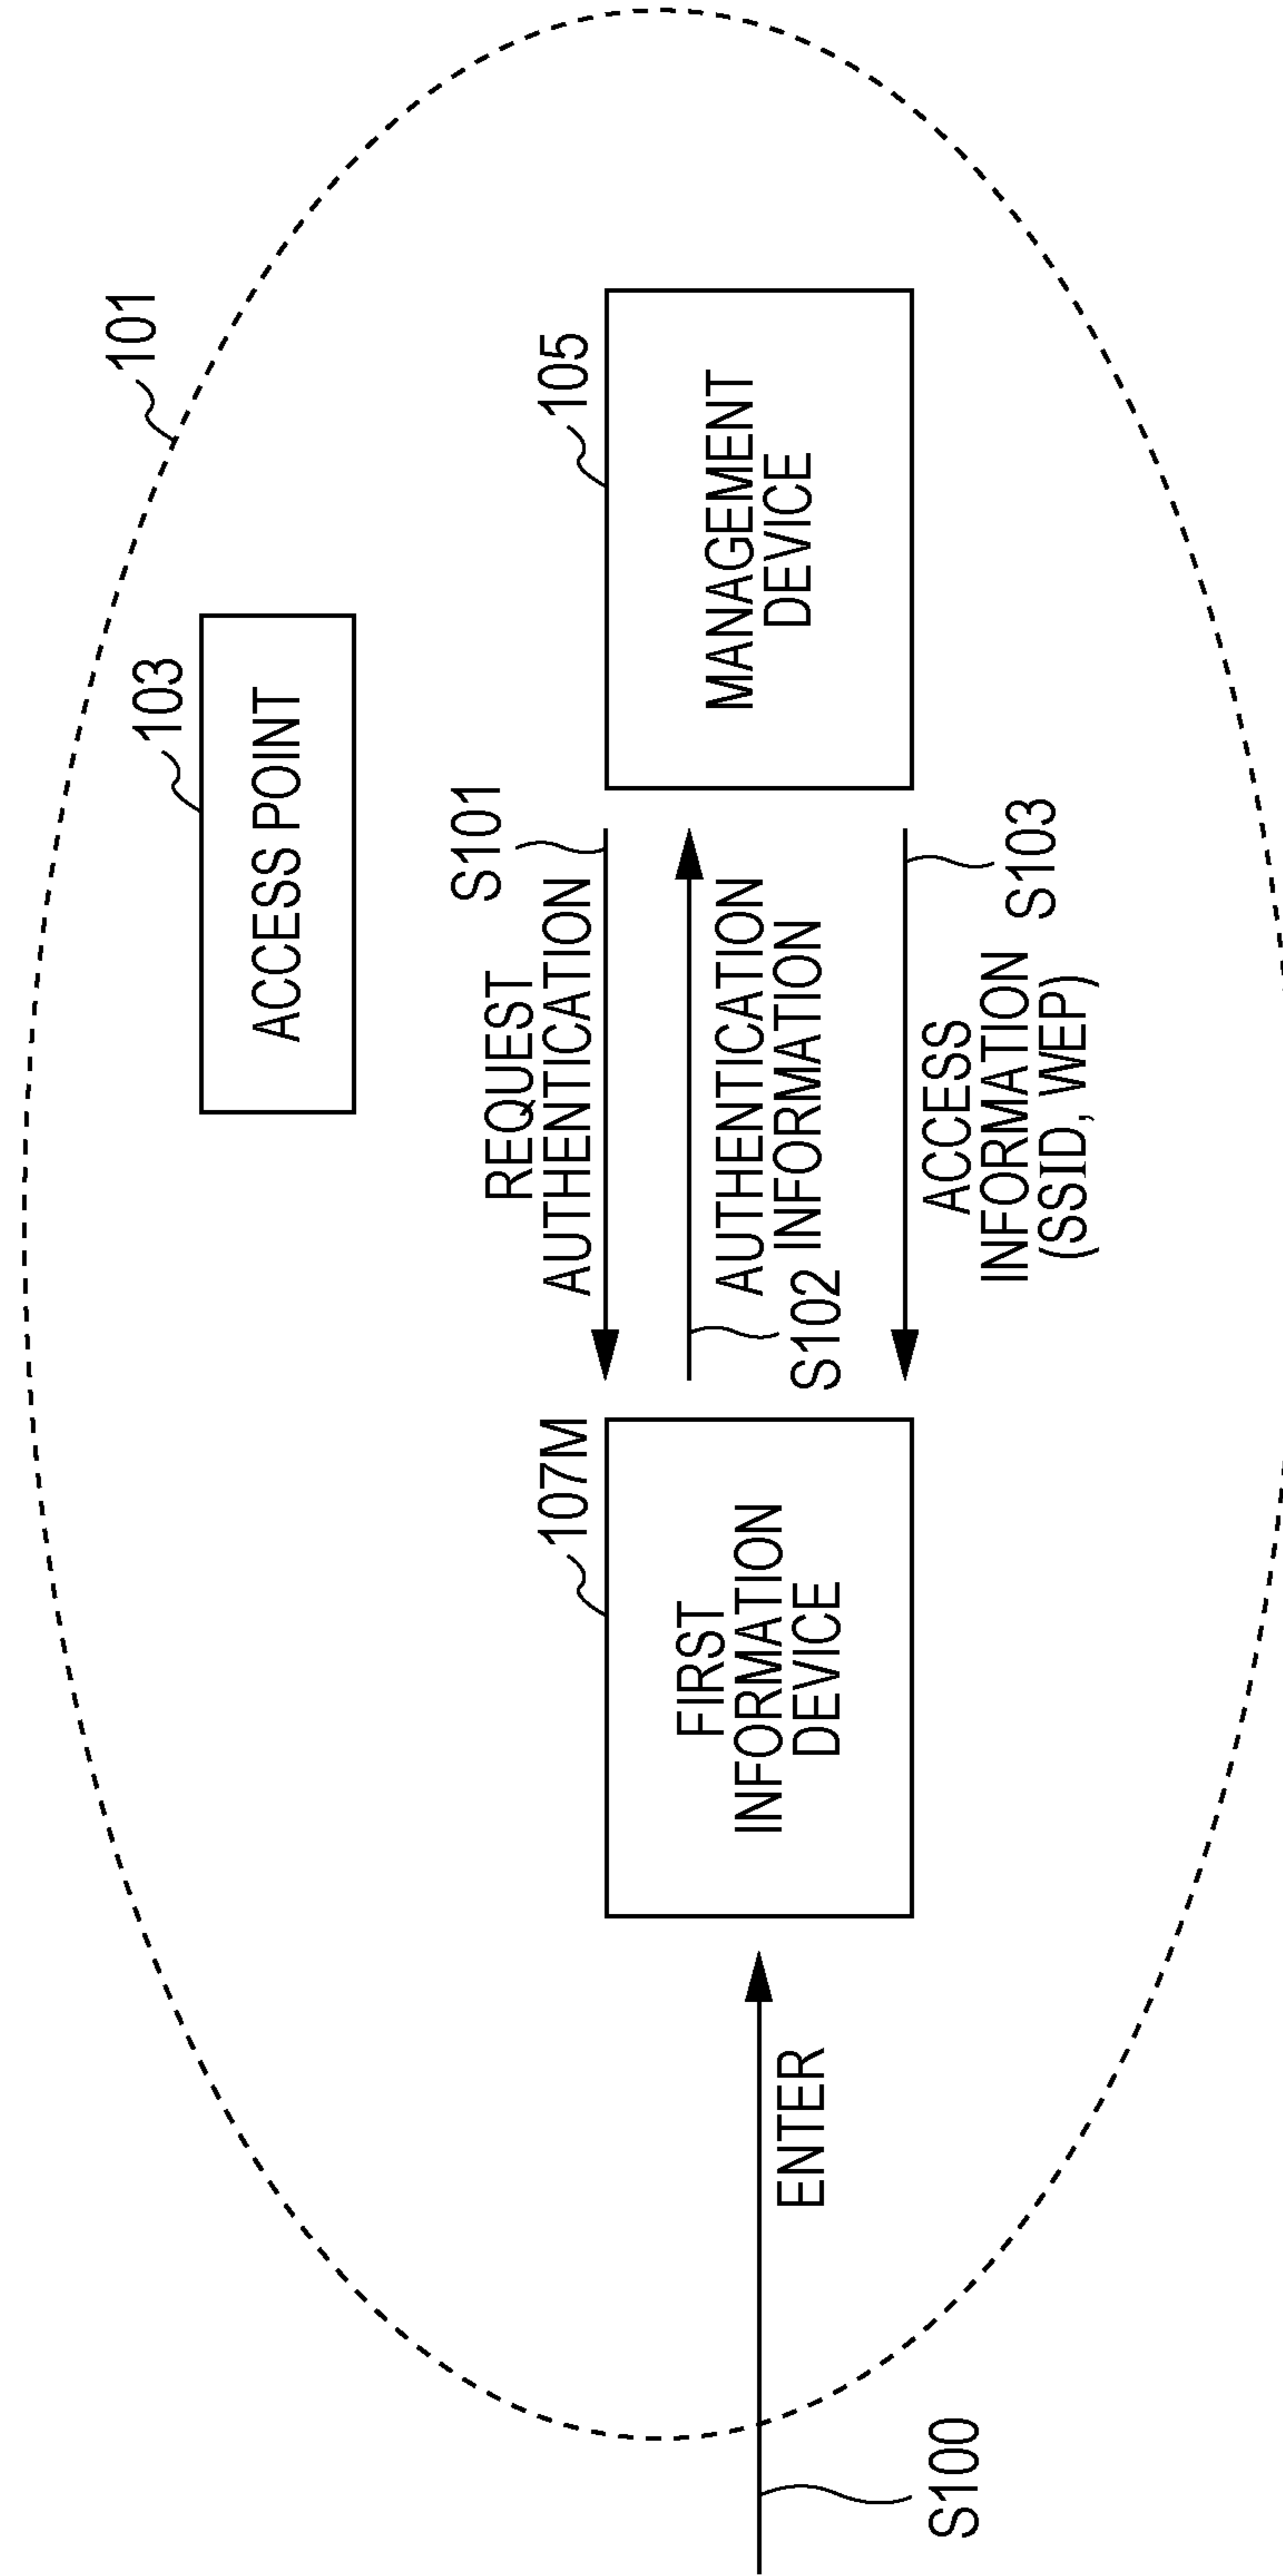 101
103
ACCESS POINT
105
MANAGEMENT
DEVICE
S101
REQUEST
AUTHENTICATION
AUTHENTICATION
INFORMATION
S102
S103
ACCESS
INFORMATION
(SSID, WEP)
107M
FIRST
INFORMATION
DEVICE
ENTER
S100